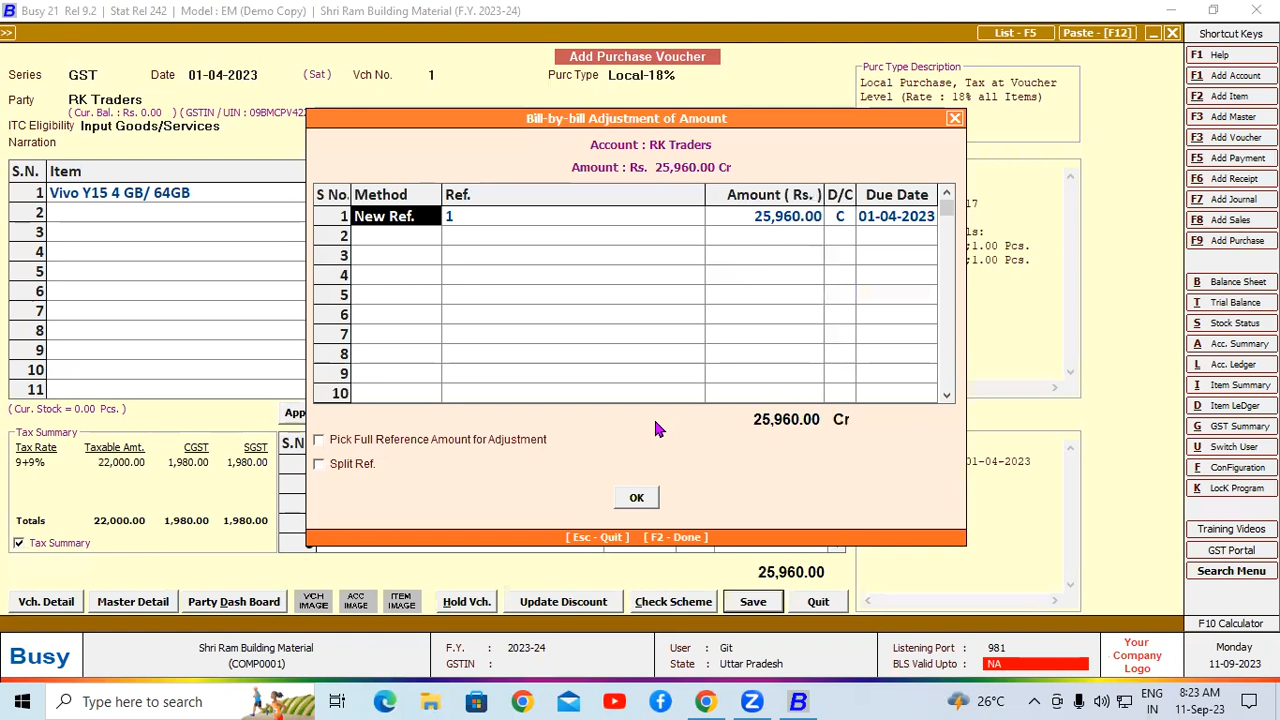 Busy 21 Rel 9.2 | Stat Rel 242 | Model : EM (Demo Copy) | Shri Ram Building Material (F.Y. 2023-24)
>> List - F5 Paste - [F12]
Add Purchase Voucher
Series GST Date 01-04-2023 (Sat) Vch No. 1 Purc Type Local-18%
Party RK Traders
(Cur. Bal. : Rs. 0.00 ) (GSTIN / UIN : 09BMCPV42
ITC Eligibility Input Goods/Services
Narration
Purc Type Description
Local Purchase, Tax at Voucher
Level (Rate : 18% all Items)
S.N. Item
1 Vivo Y15 4 GB/ 64GB
2
3
4
5
6
7
8
9
10
11
(Cur. Stock = 0.00 Pcs. )
App
Bill-by-bill Adjustment of Amount
Account : RK Traders
Amount : Rs. 25,960.00 Cr
S No. Method Ref. Amount ( Rs. ) D/C Due Date
1 New Ref. 1 25,960.00 C 01-04-2023
2
3
4
5
6
7
8
9
10
25,960.00 Cr
Pick Full Reference Amount for Adjustment
Split Ref.
OK
[ Esc - Quit ] [ F2 - Done ]
17
ls:
;1.00 Pcs.
;1.00 Pcs.
01-04-2023
Tax Summary
Tax Rate Taxable Amt. CGST SGST
9+9% 22,000.00 1,980.00 1,980.00
Totals 22,000.00 1,980.00 1,980.00
Tax Summary
S.N
25,960.00
Vch. Detail Master Detail Party Dash Board VCH IMAGE ACC IMAGE ITEM IMAGE Hold Vch. Update Discount Check Scheme Save Quit
Shortcut Keys
F1 Help
F1 Add Account
F2 Add Item
F3 Add Master
F3 Add Voucher
F5 Add Payment
F6 Add Receipt
F7 Add Journal
F8 Add Sales
F9 Add Purchase
B Balance Sheet
T Trial Balance
S Stock Status
A Acc. Summary
L Acc. Ledger
I Item Summary
D Item LeDger
G GST Summary
U Switch User
F Configuration
K LocK Program
Training Videos
GST Portal
Search Menu
F10 Calculator
Monday
11-09-2023
Busy
Shri Ram Building Material
(COMP0001)
F.Y. : 2023-24
GSTIN :
User : Git
State : Uttar Pradesh
Listening Port : 981
BLS Valid Upto : NA
Your
Company
Logo
Type here to search
26°C
ENG
IN
8:23 AM
11-Sep-23